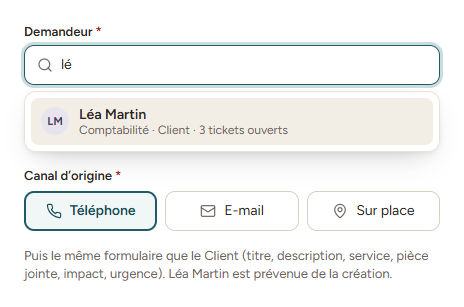 Demandeur *
lé
LM
Léa Martin
Comptabilité · Client · 3 tickets ouverts
Canal d'origine *
Téléphone
E-mail
Sur place
Puis le même formulaire que le Client (titre, description, service, pièce
jointe, impact, urgence). Léa Martin est prévenue de la création.